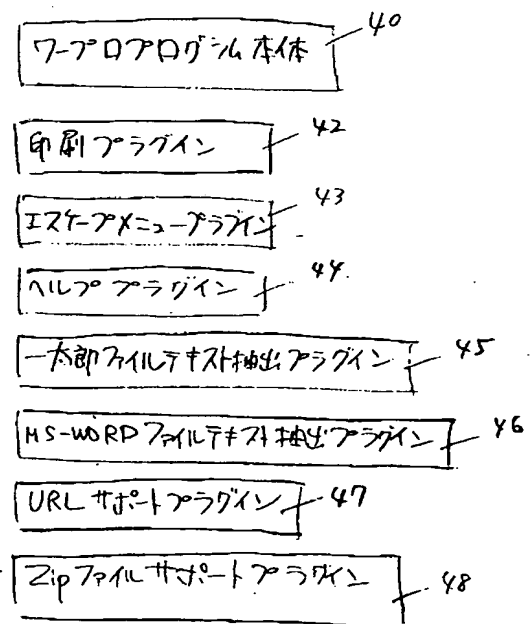 ワープロプログラム本体 40
印刷プラグイン 42
エスケープメニュープラグイン 43
ヘルププラグイン 44
一太郎ファイルテキスト抽出プラグイン 45
MS-WORDファイルテキスト抽出プラグイン 46
URLサポートプラグイン 47
Zipファイルサポートプラグイン 48